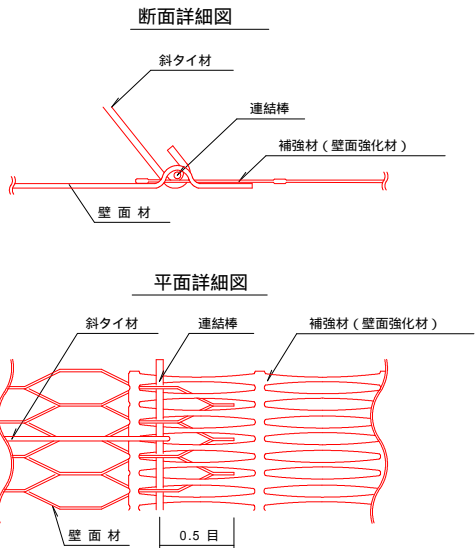 断面詳細図
斜タイ材
連結棒
補強材(壁面強化材)
壁 面 材
平面詳細図
斜タイ材
連結棒
補強材(壁面強化材)
壁 面 材
0.5 目